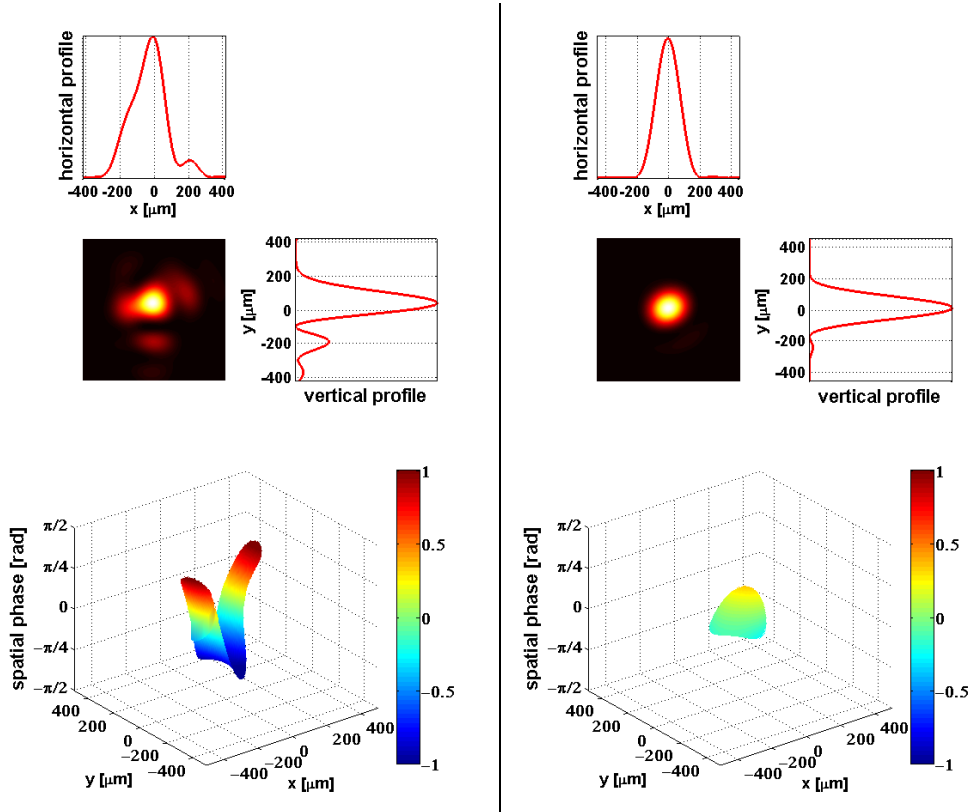 horizontal profile
-400 -200 0 200 400
x [μm]
400
200
0
-200
-400
y [μm]
vertical profile
1
0.5
0
−0.5
−1
π/2
π/4
0
−π/4
−π/2
spatial phase [rad]
400
200
0
−200
−400
y [μm]
−400
−200
0
200
400
x [μm]
horizontal profile
-400 -200 0 200 400
x [μm]
400
200
0
-200
-400
y [μm]
vertical profile
1
0.5
0
−0.5
−1
π/2
π/4
0
−π/4
−π/2
spatial phase [rad]
400
200
0
−200
−400
y [μm]
−400
−200
0
200
400
x [μm]